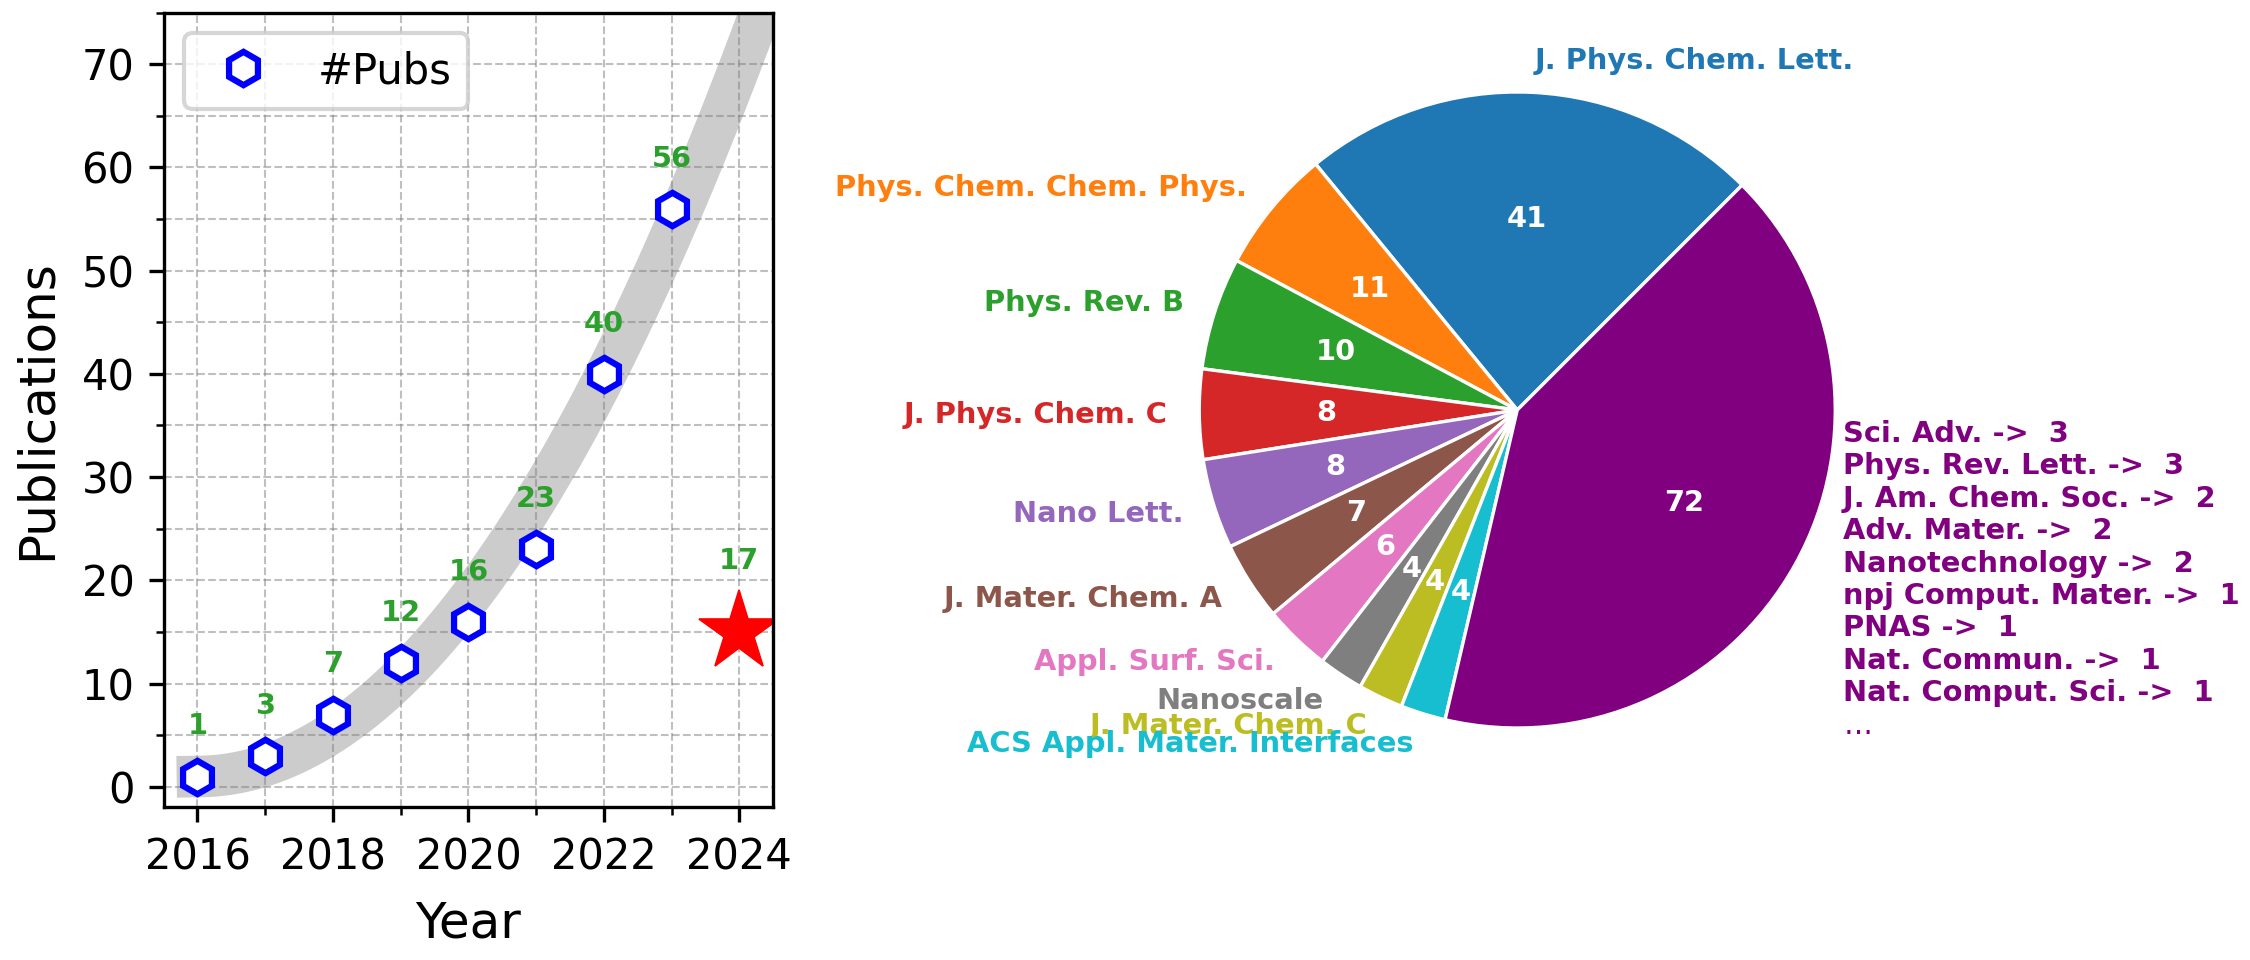 #Pubs
Publications
70
60
50
40
30
20
10
0
1
3
7
12
16
23
40
56
17
2016
2018
2020
2022
2024
Year
J. Phys. Chem. Lett.
Phys. Chem. Chem. Phys.
Phys. Rev. B
J. Phys. Chem. C
Nano Lett.
J. Mater. Chem. A
Appl. Surf. Sci.
Nanoscale
J. Mater. Chem. C
ACS Appl. Mater. Interfaces
41
11
10
8
8
7
6
4
4
4
72
Sci. Adv. -> 3
Phys. Rev. Lett. -> 3
J. Am. Chem. Soc. -> 2
Adv. Mater. -> 2
Nanotechnology -> 2
npj Comput. Mater. -> 1
PNAS -> 1
Nat. Commun. -> 1
Nat. Comput. Sci. -> 1
...